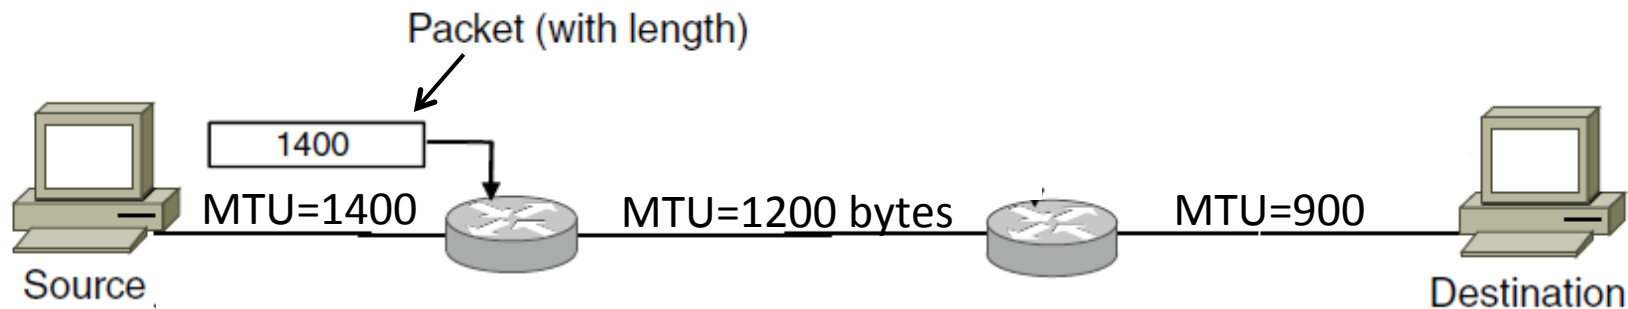 Packet (with length)
1400
MTU=1400
MTU=1200 bytes
MTU=900
Source
Destination